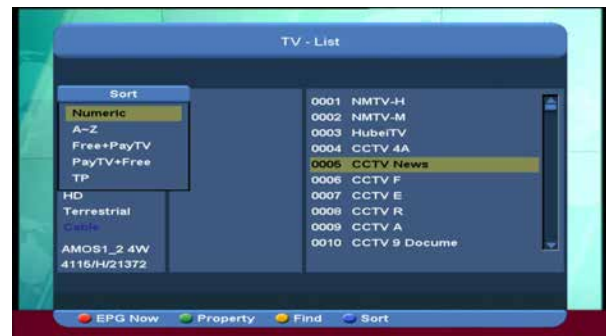 TV - List
Sort
Numeric
A~Z
Free+PayTV
PayTV+Free
TP
HD
Terrestrial
Cable
AMOS1_2 4W
4115/H/21372
0001 NMTV-H
0002 NMTV-M
0003 HubeiTV
0004 CCTV 4A
0005 CCTV News
0006 CCTV F
0007 CCTV E
0008 CCTV R
0009 CCTV A
0010 CCTV 9 Docume
EPG Now Property Find Sort